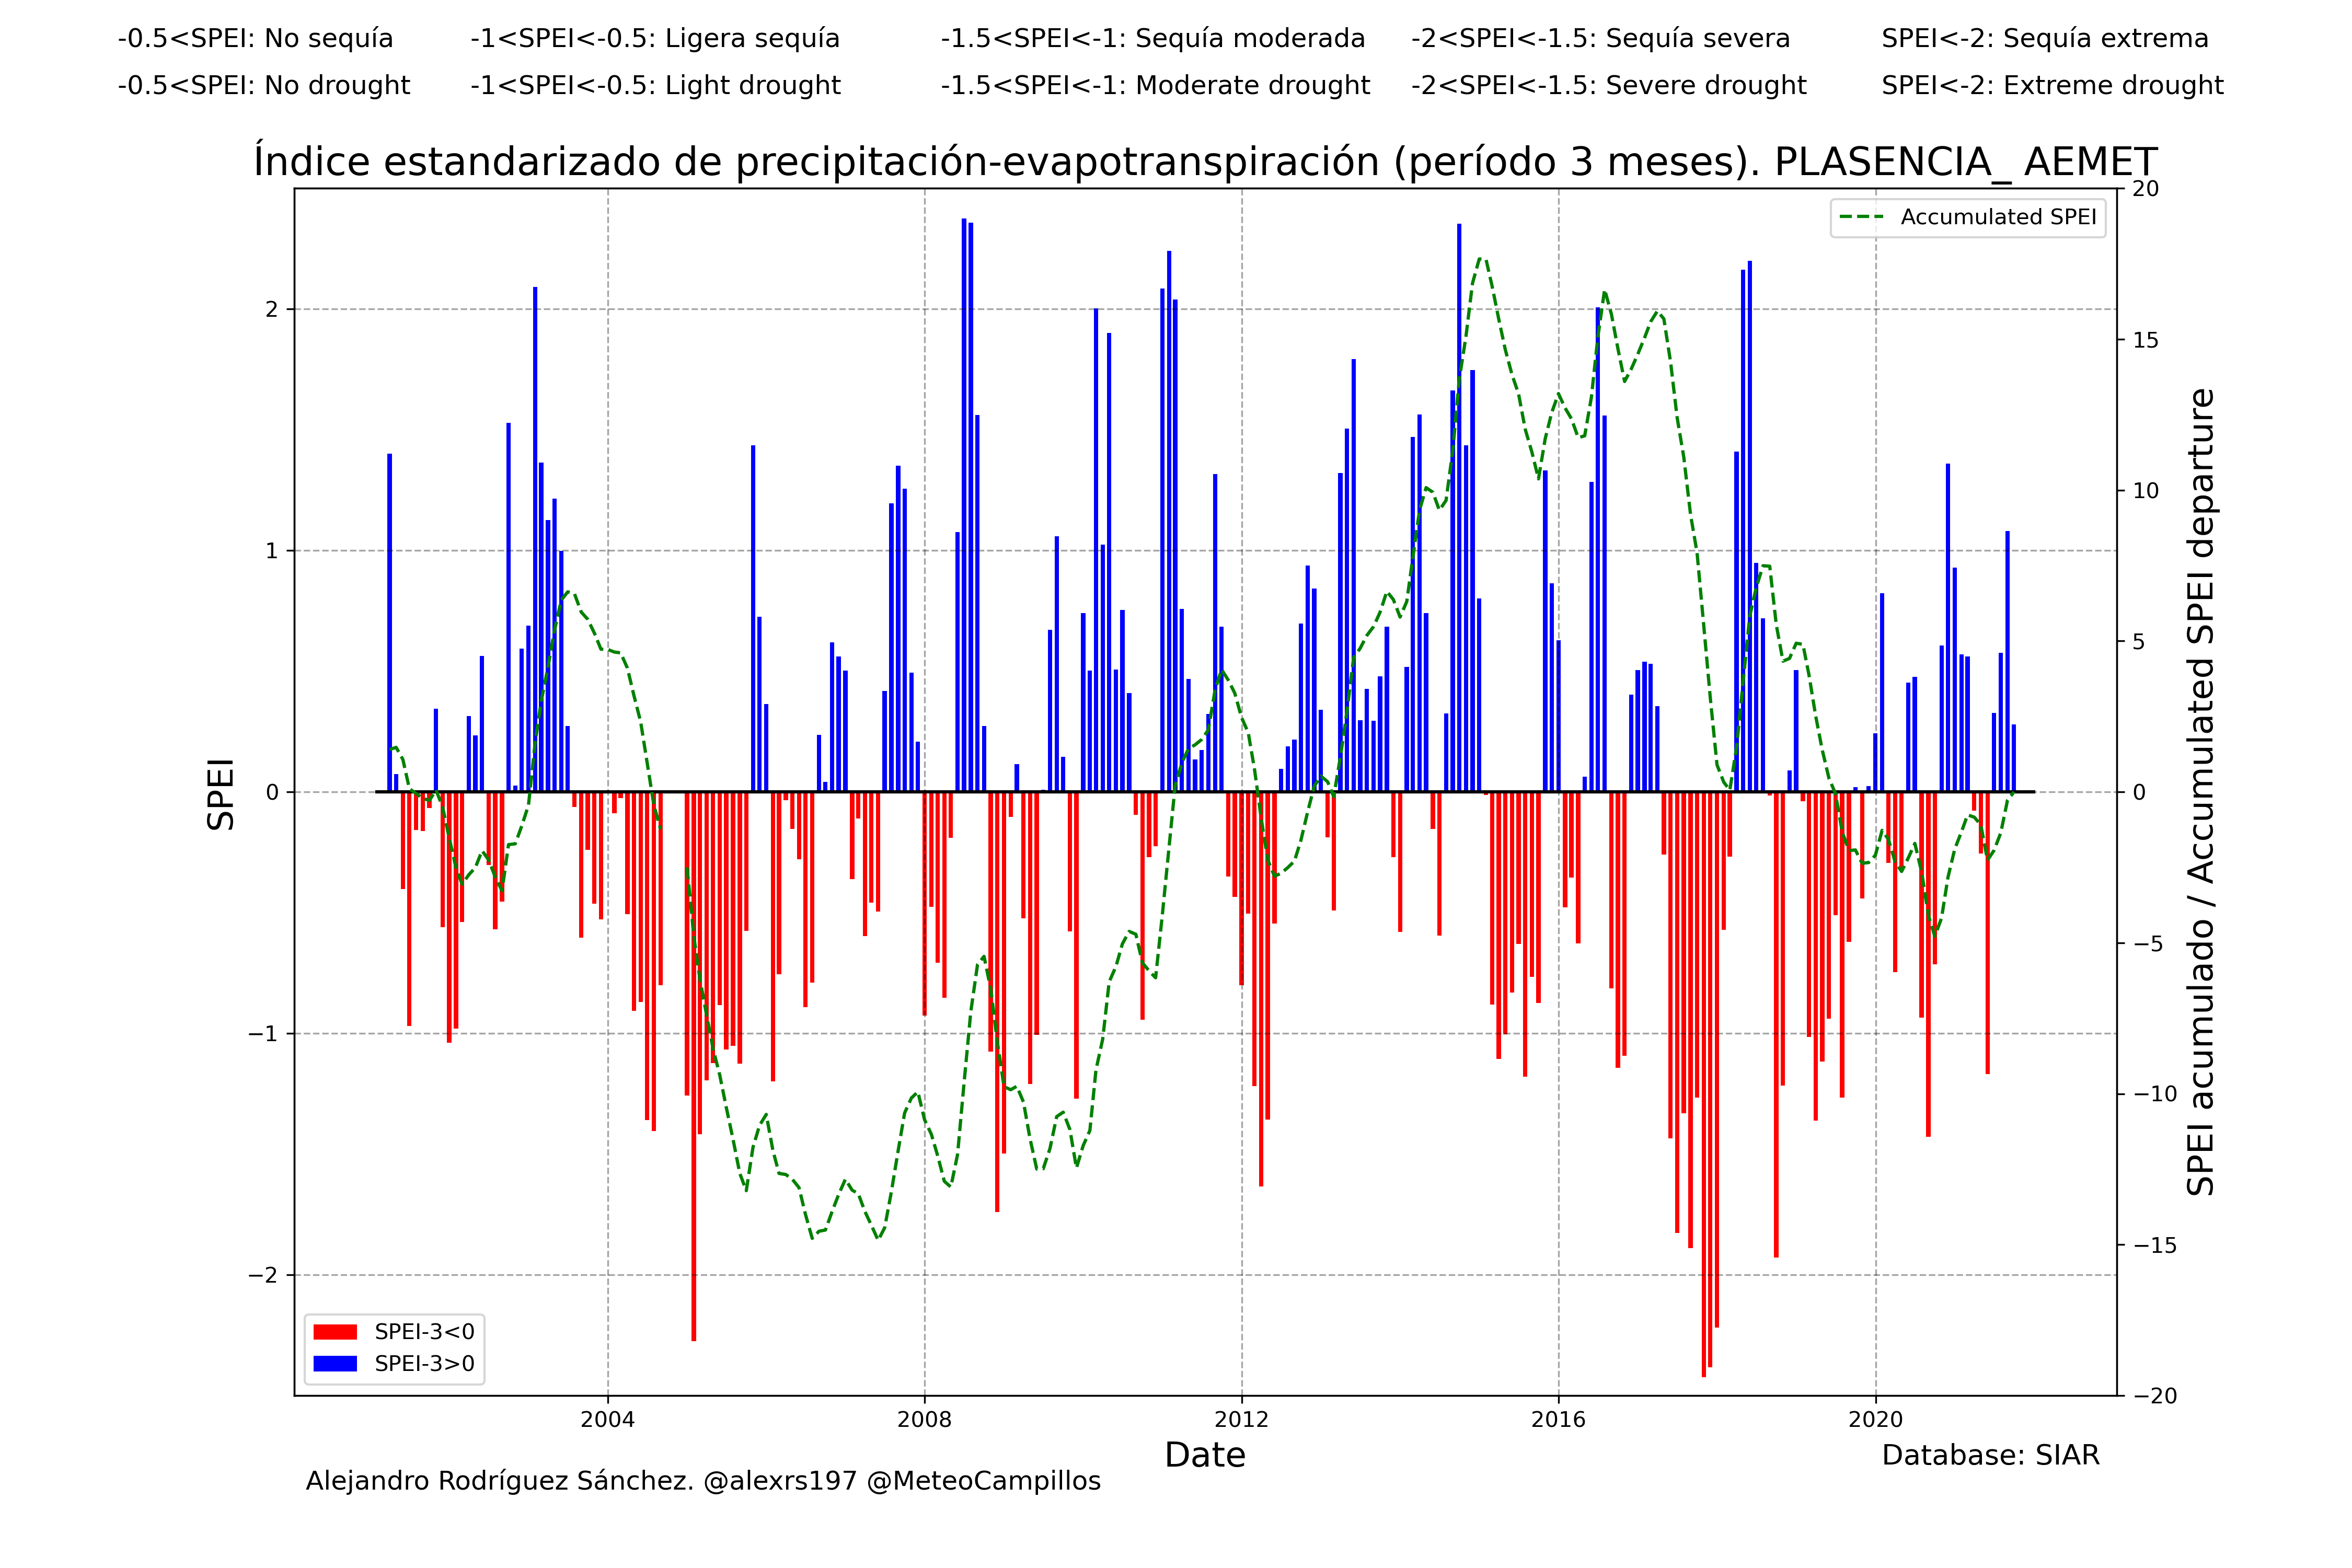 -0.5<SPEI: No sequía -1<SPEI<-0.5: Ligera sequía -1.5<SPEI<-1: Sequía moderada -2<SPEI<-1.5: Sequía severa SPEI<-2: Sequía extrema
-0.5<SPEI: No drought -1<SPEI<-0.5: Light drought -1.5<SPEI<-1: Moderate drought -2<SPEI<-1.5: Severe drought SPEI<-2: Extreme drought
Índice estandarizado de precipitación-evapotranspiración (período 3 meses). PLASENCIA_ AEMET
Accumulated SPEI
SPEI
2
1
0
−1
−2
20
15
10
5
0
−5
−10
−15
−20
SPEI acumulado / Accumulated SPEI departure
SPEI-3<0
SPEI-3>0
2004 2008 2012 2016 2020
Date
Database: SIAR
Alejandro Rodríguez Sánchez. @alexrs197 @MeteoCampillos